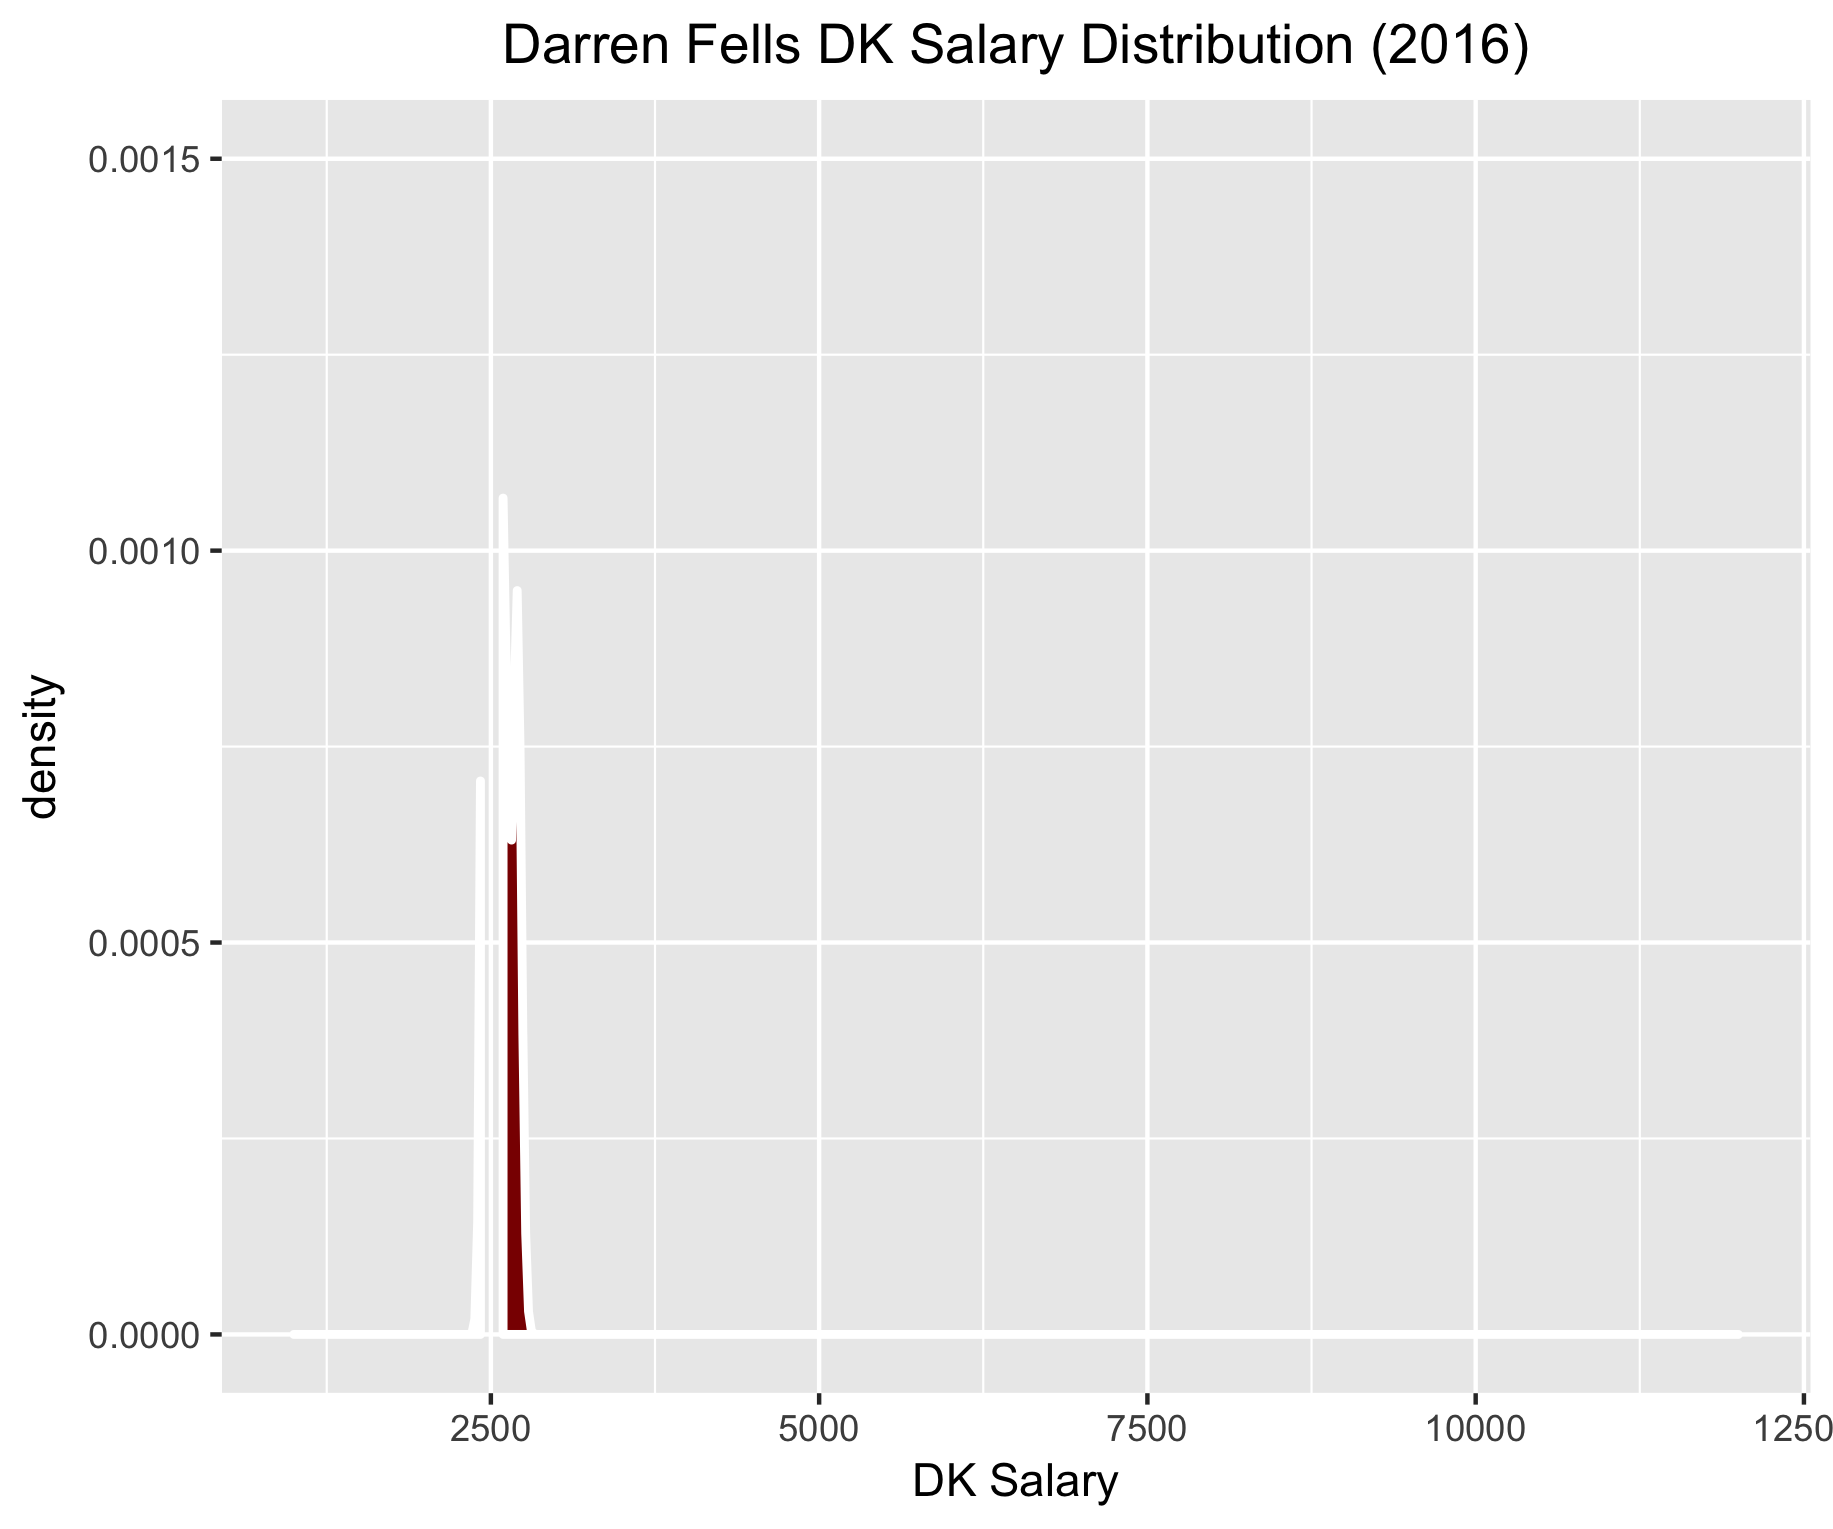 Darren Fells DK Salary Distribution (2016)
density
0.0015
0.0010
0.0005
0.0000
2500 5000 7500 10000 1250
DK Salary